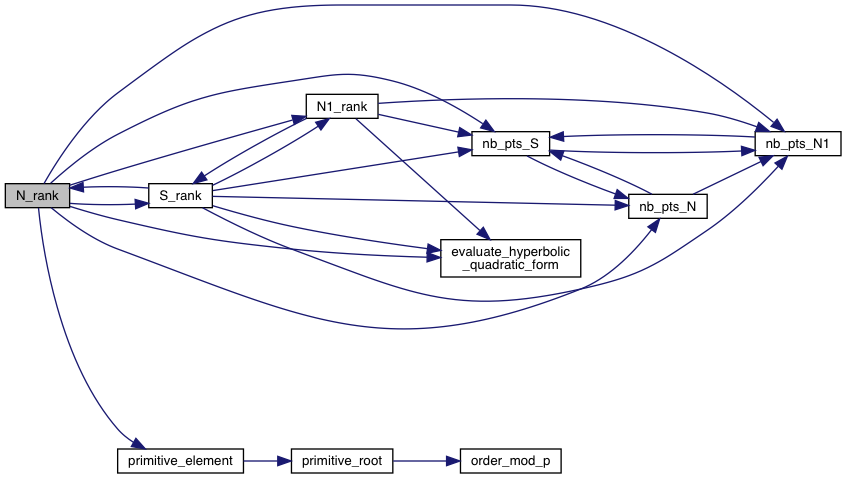 N1_rank
nb_pts_S
nb_pts_N1
N_rank
S_rank
nb_pts_N
evaluate_hyperbolic
_quadratic_form
primitive_element
primitive_root
order_mod_p